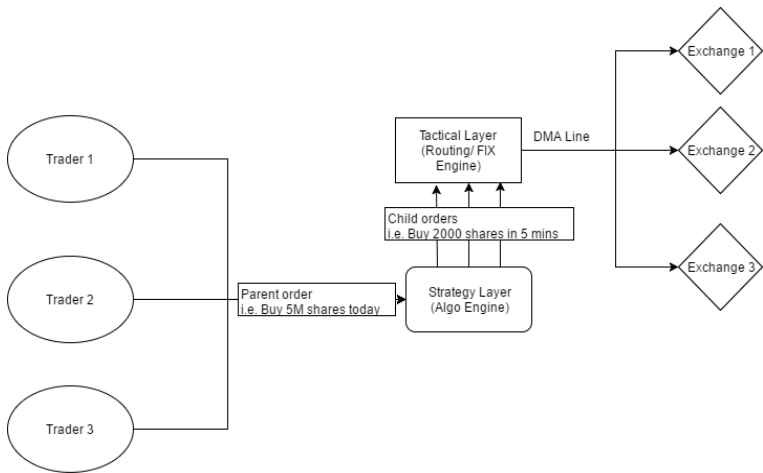 Trader 1
Trader 2
Trader 3
Parent order
i.e. Buy 5M shares today
Strategy Layer
(Algo Engine)
Child orders
i.e. Buy 2000 shares in 5 mins
Tactical Layer
(Routing/ FIX
Engine)
DMA Line
Exchange 1
Exchange 2
Exchange 3